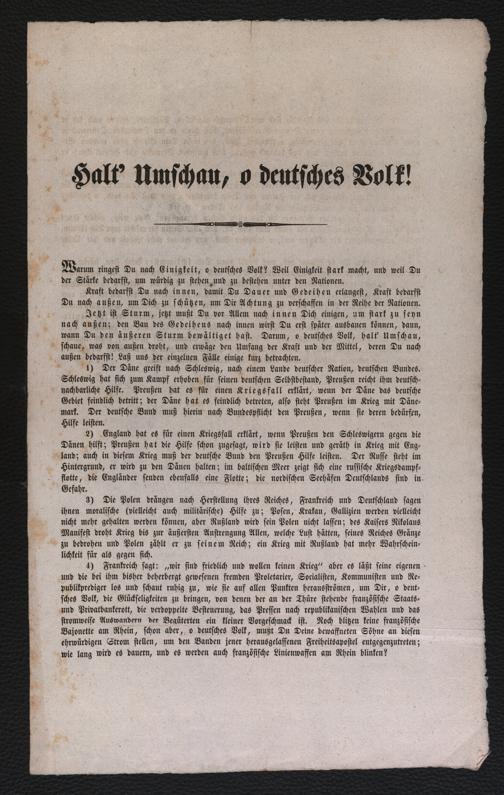 Halt' Umschau, o deutsches Volk!
Warum ringest Du nach Einigkeit, o deutsches Volk? Weil Einigkeit stark macht, und weil Du
der Stärke bedarfst, um würdig zu stehen und zu bestehen unter den Nationen.
Kraft bedarfst Du nach innen, damit Du Dauer und Gedeihen erlangest, Kraft bedarfst
Du nach außen, um Dich zu schützen, um Dir Achtung zu verschaffen in der Reihe der Nationen.
Jetzt ist Sturm, jetzt mußt Du vor Allem nach innen Dich einigen, um stark zu seyn
nach außen; den Bau des Gedeihens nach innen wirst Du erst später ausbauen können, dann,
wann Du den äußeren Sturm bewältiget hast. Darum, o deutsches Volk, halt' Umschau,
schaue, was von außen droht, und erwäge den Umfang der Kraft und der Mittel, deren Du nach
außen bedarfst! Laß uns der einzelnen Fälle einige kurz betrachten.
1) Der Däne greift nach Schleswig, nach einem Lande deutscher Nation, deutschen Bundes.
Schleswig hat sich zum Kampf erhoben für seinen deutschen Selbstbestand, Preußen reicht ihm deutsch-
nachbarliche Hilfe. Preußen hat es für einen Kriegsfall erklärt, wenn der Däne das deutsche
Gebiet feindlich betritt; der Däne hat es feindlich betreten, also steht Preußen im Krieg mit Däne-
mark. Der deutsche Bund muß hierin nach Bundespflicht den Preußen, wenn sie deren bedürfen,
Hilfe leisten.
2) England hat es für einen Kriegsfall erklärt, wenn Preußen den Schleswigern gegen die
Dänen hilft; Preußen hat die Hilfe schon zugesagt, wird sie leisten und geräth in Krieg mit Eng-
land; auch in diesem Krieg muß der deutsche Bund den Preußen Hilfe leisten. Der Russe steht im
Hintergrund, er wird zu den Dänen halten; im baltischen Meer zeigt sich eine russische Kriegsdampf-
flotte, die Engländer senden ebenfalls eine Flotte; die nordischen Seehäfen Deutschlands sind in
Gefahr.
3) Die Polen drängen nach Herstellung ihres Reiches, Frankreich und Deutschland sagen
ihnen moralische (vielleicht auch militärische) Hilfe zu; Posen, Krakau, Gallizien werden vielleicht
nicht mehr gehalten werden können, aber Rußland wird sein Polen nicht lassen; des Kaisers Nikolaus
Manifest droht Krieg bis zur äußersten Anstrengung Allen, welche Lust hätten, seines Reiches Gränze
zu bedrohen und Polen zählt er zu seinem Reich; ein Krieg mit Rußland hat mehr Wahrschein-
lichkeit für als gegen sich.
4) Frankreich sagt: „wir sind friedlich und wollen keinen Krieg“ aber es läßt seine eigenen
und die bei ihm bisher beherbergt gewesenen fremden Proletarier, Socialisten, Kommunisten und Re-
publikprediger los und schaut ruhig zu, wie sie auf allen Punkten herausströmen, um Dir, o deut-
sches Volk, die Glückseligkeiten zu bringen, von denen der an der Thüre stehende französische Staats-
und Privatbankerott, die verdoppelte Besteuerung, das Pressen nach republikanischen Wahlen und das
stromweise Auswandern der Begüterten ein kleiner Vorgeschmack ist. Noch blitzen keine französische
Bajonette am Rhein, schon aber, o deutsches Volk, mußt Du Deine bewaffneten Söhne an diesen
ehrwürdigen Strom stellen, um den Banden jener herausgelassenen Freiheitsapostel entgegenzutreten;
wie lang wird es dauern, und es werden auch französische Linienwaffen am Rhein blinken?